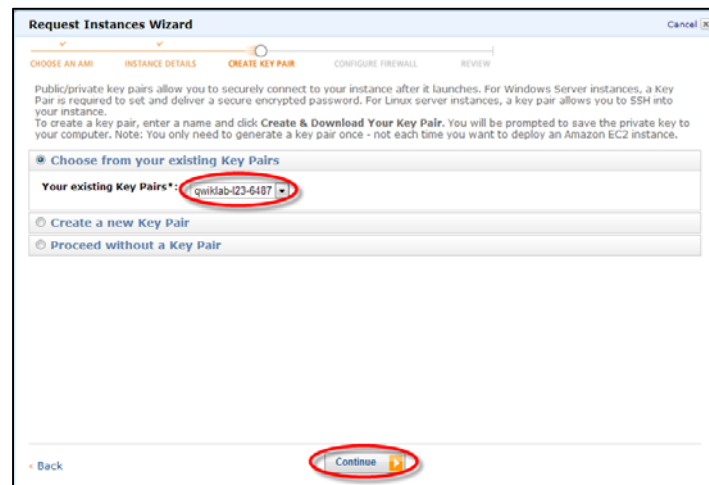 Request Instances Wizard
Cancel
CHOOSE AN AMI INSTANCE DETAILS CREATE KEY PAIR CONFIGURE FIREWALL REVIEW
Public/private key pairs allow you to securely connect to your instance after it launches. For Windows Server instances, a Key
Pair is required to set and deliver a secure encrypted password. For Linux server instances, a key pair allows you to SSH into
your instance.
To create a key pair, enter a name and click Create & Download Your Key Pair. You will be prompted to save the private key to
your computer. Note: You only need to generate a key pair once - not each time you want to deploy an Amazon EC2 instance.
Choose from your existing Key Pairs
Your existing Key Pairs*: qwiklab-l23-6487
Create a new Key Pair
Proceed without a Key Pair
Back
Continue